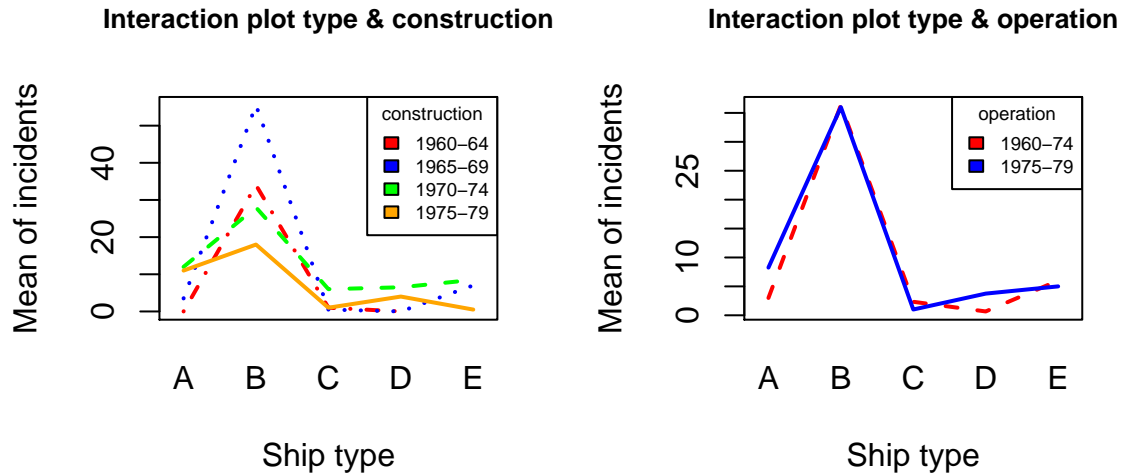 Interaction plot type & construction
Mean of incidents
0
20
40
construction
1960−64
1965−69
1970−74
1975−79
A B C D E
Ship type
Interaction plot type & operation
Mean of incidents
0
10
25
operation
1960−74
1975−79
A B C D E
Ship type